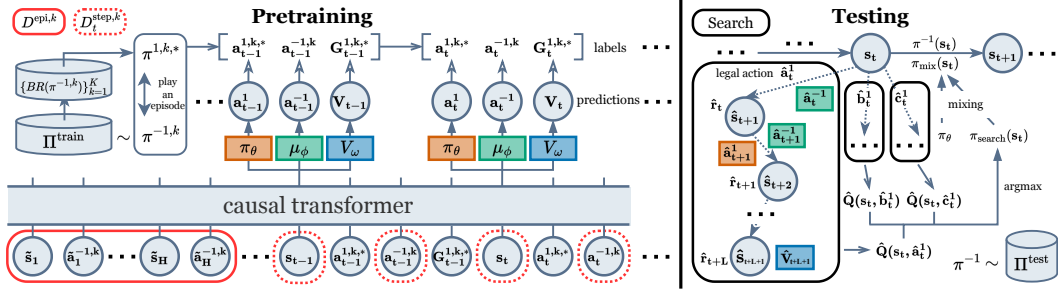 D^{epi,k} D_t^{step,k} Pretraining
π^{1,k,*}
{BR(π^{-1,k})}_{k=1}^K
play an episode
Π^{train} ~ π^{-1,k}
a_{t-1}^{1,k,*} a_{t-1}^{-1,k} G_{t-1}^{1,k,*} a_t^{1,k,*} a_t^{-1,k} G_t^{1,k,*} labels ...
... a_{t-1}^1 a_{t-1}^{-1} V_{t-1} a_t^1 a_t^{-1} V_t predictions ...
π_θ μ_ϕ V_ω π_θ μ_ϕ V_ω
causal transformer
s̃_1 ã_1^{-1,k} ... s̃_H ã_H^{-1,k} ... s_{t-1} a_{t-1}^{1,k,*} a_{t-1}^{-1,k} G_{t-1}^{1,k,*} s_t a_t^{1,k,*} a_t^{-1,k} ...
Testing
Search
... ... s_t π^{-1}(s_t) π_{mix}(s_t) s_{t+1} ...
legal action â_t^1
r̂_t ŝ_{t+1} â_t^{-1} b̂_t^1 ĉ_t^1 mixing
â_{t+1}^1 â_{t+1}^{-1} ... ... π_θ π_{search}(s_t)
r̂_{t+1} ŝ_{t+2}
Q̂(s_t, b̂_t^1) Q̂(s_t, ĉ_t^1) argmax
...
r̂_{t+L} ŝ_{t+L+1} V̂_{t+L+1} Q̂(s_t, â_t^1)
π^{-1} ~ Π^{test}